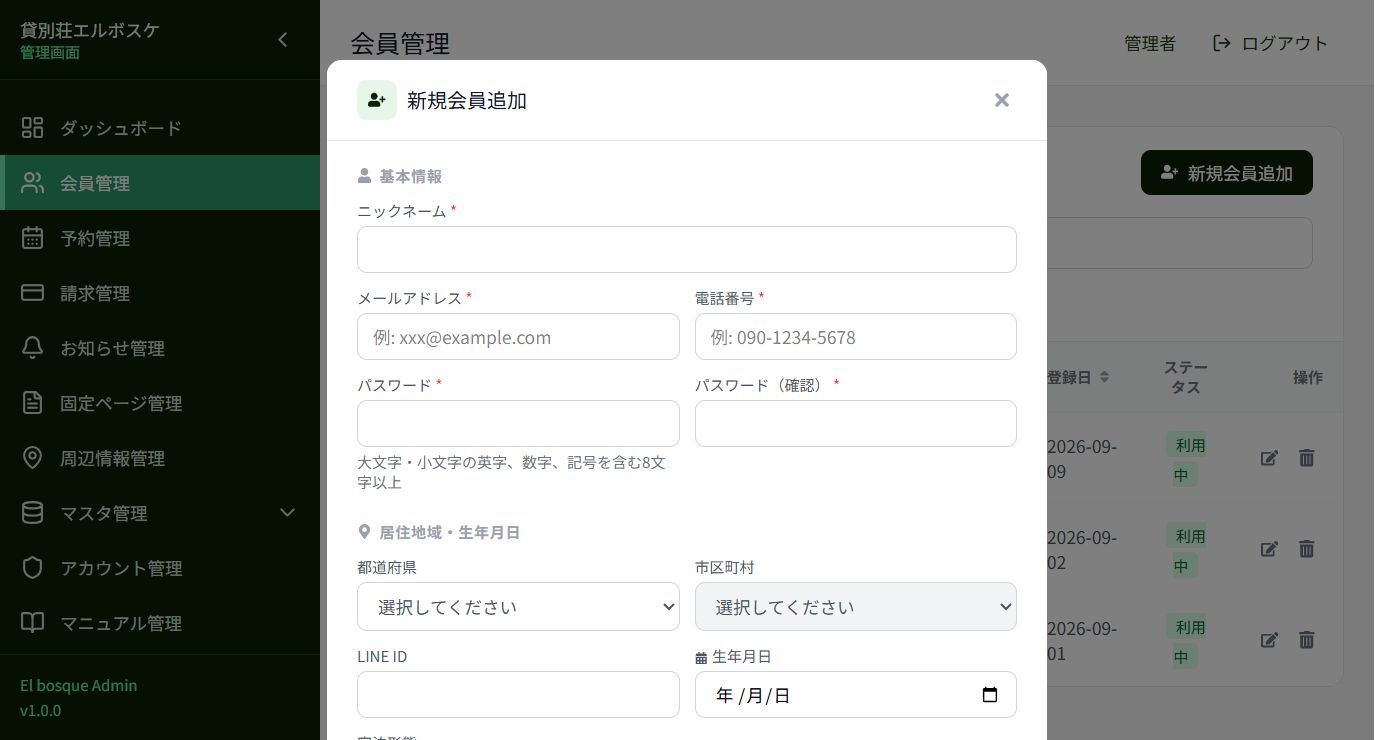 貸別荘エルボスケ
管理画面
ダッシュボード
会員管理
予約管理
請求管理
お知らせ管理
固定ページ管理
周辺情報管理
マスタ管理
アカウント管理
マニュアル管理
El bosque Admin
v1.0.0
会員管理
管理者
ログアウト
新規会員追加
登録日
ステー
タス
操作
2026-09-
09
利用
中
2026-09-
02
利用
中
2026-09-
01
利用
中
新規会員追加
基本情報
ニックネーム *
メールアドレス *
電話番号 *
例: xxx@example.com
例: 090-1234-5678
パスワード *
パスワード（確認） *
大文字・小文字の英字、数字、記号を含む8文
字以上
居住地域・生年月日
都道府県
市区町村
選択してください
選択してください
LINE ID
生年月日
年 /月/日